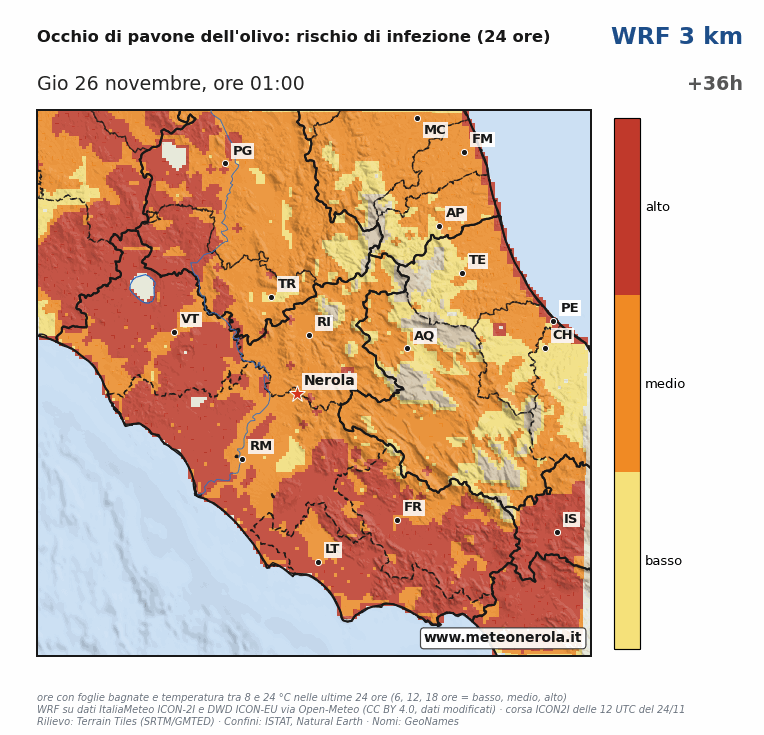 Occhio di pavone dell'olivo: rischio di infezione (24 ore)
WRF 3 km
Gio 26 novembre, ore 01:00
+36h
MC
FM
PG
AP
TE
TR
PE
VT
RI
AQ
CH
Nerola
RM
FR
IS
LT
www.meteonerola.it
alto
medio
basso
ore con foglie bagnate e temperatura tra 8 e 24 °C nelle ultime 24 ore (6, 12, 18 ore = basso, medio, alto)
WRF su dati ItaliaMeteo ICON-2I e DWD ICON-EU via Open-Meteo (CC BY 4.0, dati modificati) · corsa ICON2I delle 12 UTC del 24/11
Rilievo: Terrain Tiles (SRTM/GMTED) · Confini: ISTAT, Natural Earth · Nomi: GeoNames